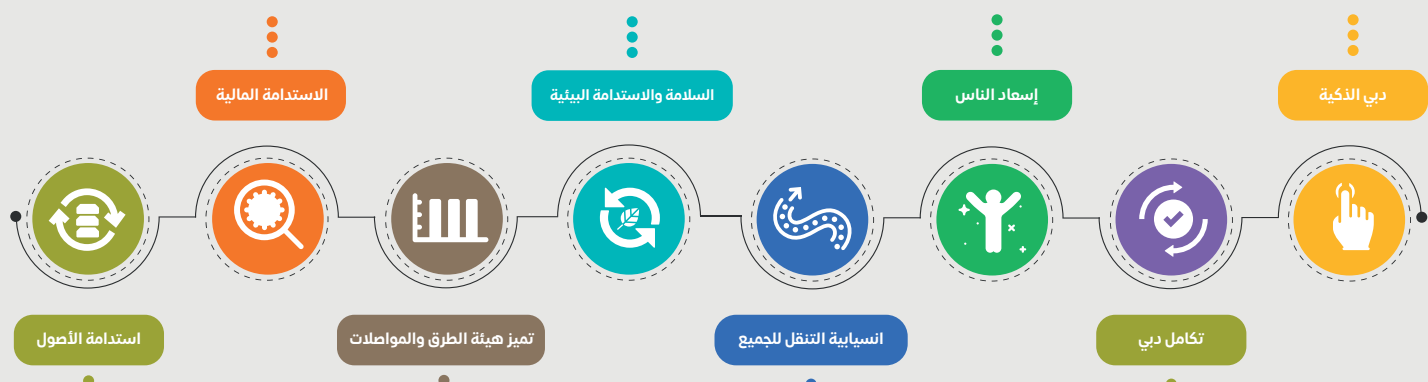 دبي الذكية
إسعاد الناس
السلامة والاستدامة البيئية
الاستدامة المالية
تكامل دبي
انسيابية التنقل للجميع
تميز هيئة الطرق والمواصلات
استدامة الأصول